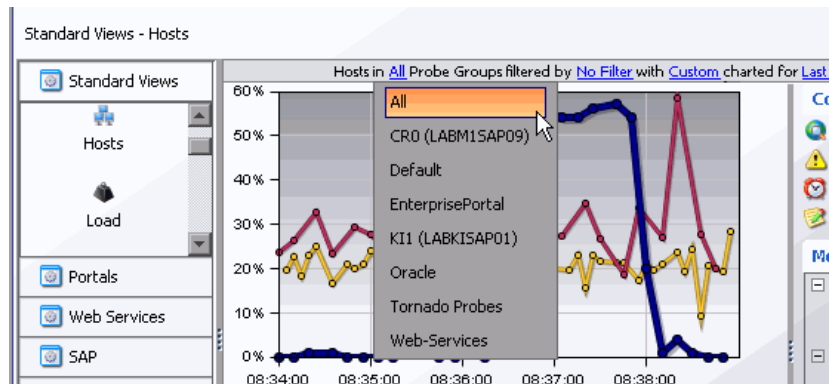 Standard Views - Hosts
Standard Views
Hosts
Load
Portals
Web Services
SAP
Hosts in All Probe Groups filtered by No Filter with Custom charted for Last
60%
50%
40%
30%
20%
10%
0%
08:34:00 08:35:00 08:36:00 08:37:00 08:38:00
All
CR0 (LABM1SAP09)
Default
EnterprisePortal
KI1 (LABKISAP01)
Oracle
Tornado Probes
Web-Services